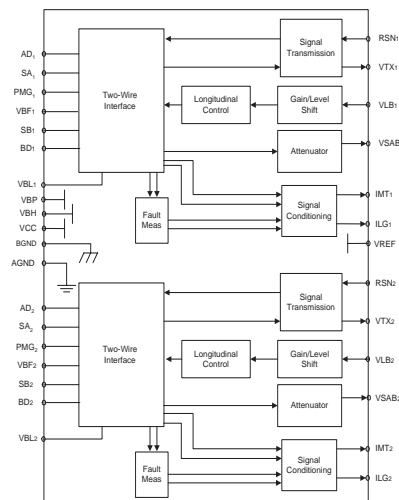 AD1
SA1
PMG1
VBF1
SB1
BD1
VBL1
VBP
VBH
VCC
BGND
AGND
Two-Wire
Interface
Signal
Transmission
Longitudinal
Control
Gain/Level
Shift
Attenuator
Fault
Meas
Signal
Conditioning
RSN1
VTX1
VLB1
VSAB1
IMT1
ILG1
VREF
AD2
SA2
PMG2
VBF2
SB2
BD2
VBL2
Two-Wire
Interface
Signal
Transmission
Longitudinal
Control
Gain/Level
Shift
Attenuator
Fault
Meas
Signal
Conditioning
RSN2
VTX2
VLB2
VSAB2
IMT2
ILG2